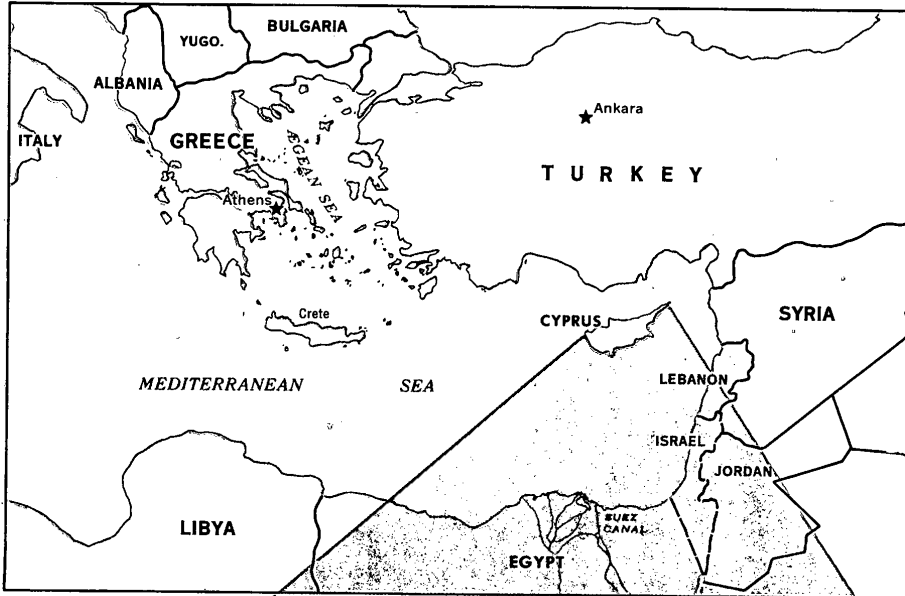 BULGARIA
YUGO.
ALBANIA
ITALY
GREECE
ÆGEAN SEA
Athens
Ankara
TURKEY
Crete
CYPRUS
SYRIA
MEDITERRANEAN SEA
LEBANON
ISRAEL
JORDAN
LIBYA
SUEZ
CANAL
EGYPT